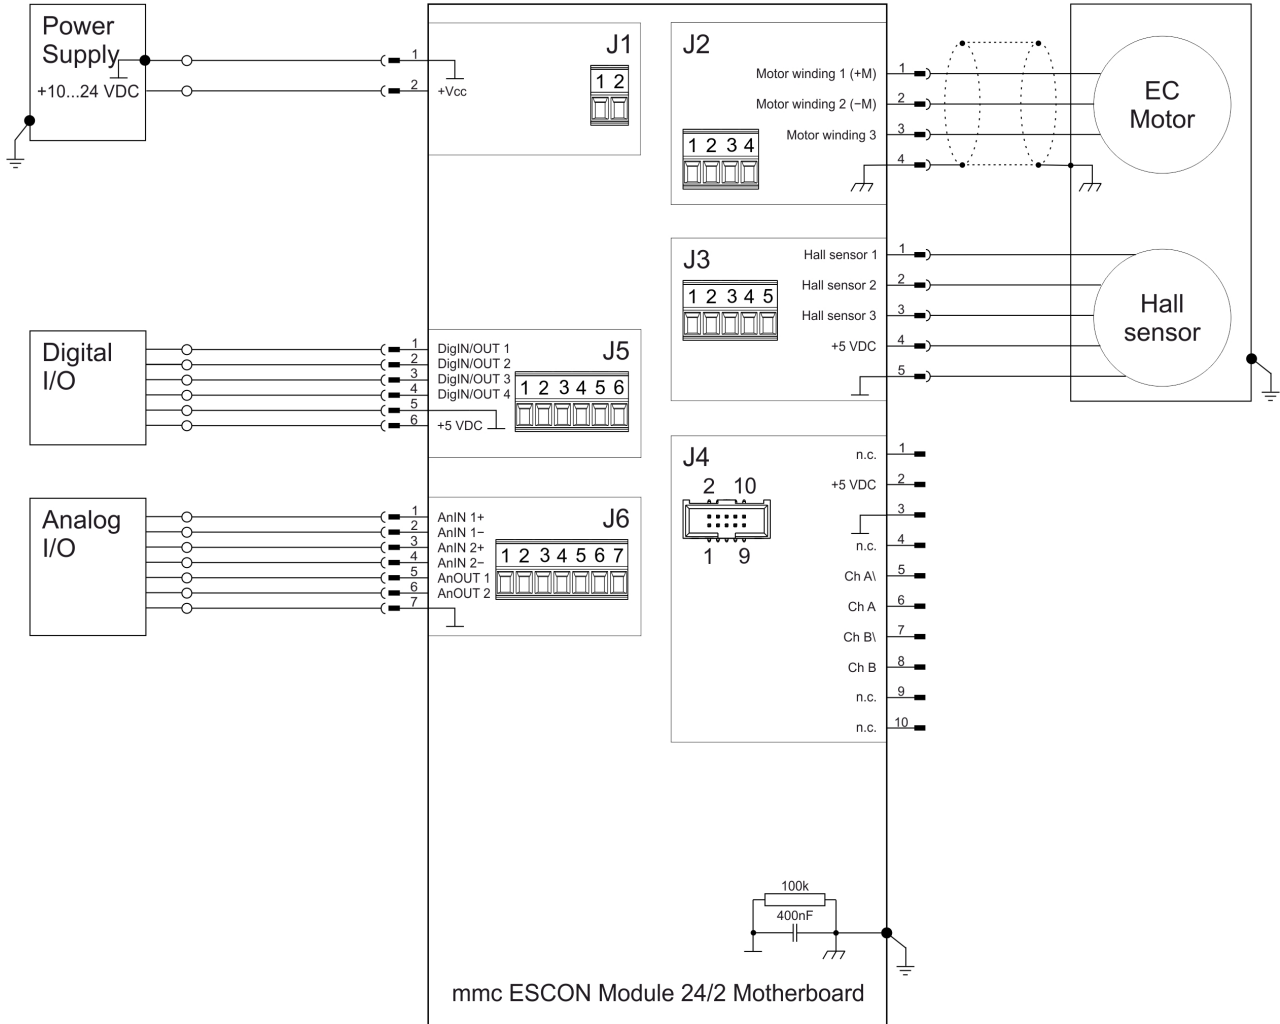 Power
Supply
+10...24 VDC
1
2
+Vcc
J1
1 2
J2
Motor winding 1 (+M)
Motor winding 2 (−M)
Motor winding 3
1 2 3 4
1
2
3
4
EC
Motor
J3
Hall sensor 1
Hall sensor 2
Hall sensor 3
+5 VDC
1 2 3 4 5
1
2
3
4
5
Hall
sensor
Digital
I/O
1
2
3
4
5
6
DigIN/OUT 1
DigIN/OUT 2
DigIN/OUT 3
DigIN/OUT 4
+5 VDC
J5
1 2 3 4 5 6
J4
2 10
1 9
n.c.
+5 VDC
n.c.
Ch A\
Ch A
Ch B\
Ch B
n.c.
n.c.
1
2
3
4
5
6
7
8
9
10
Analog
I/O
1
2
3
4
5
6
7
AnIN 1+
AnIN 1−
AnIN 2+
AnIN 2−
AnOUT 1
AnOUT 2
J6
1 2 3 4 5 6 7
100k
400nF
mmc ESCON Module 24/2 Motherboard